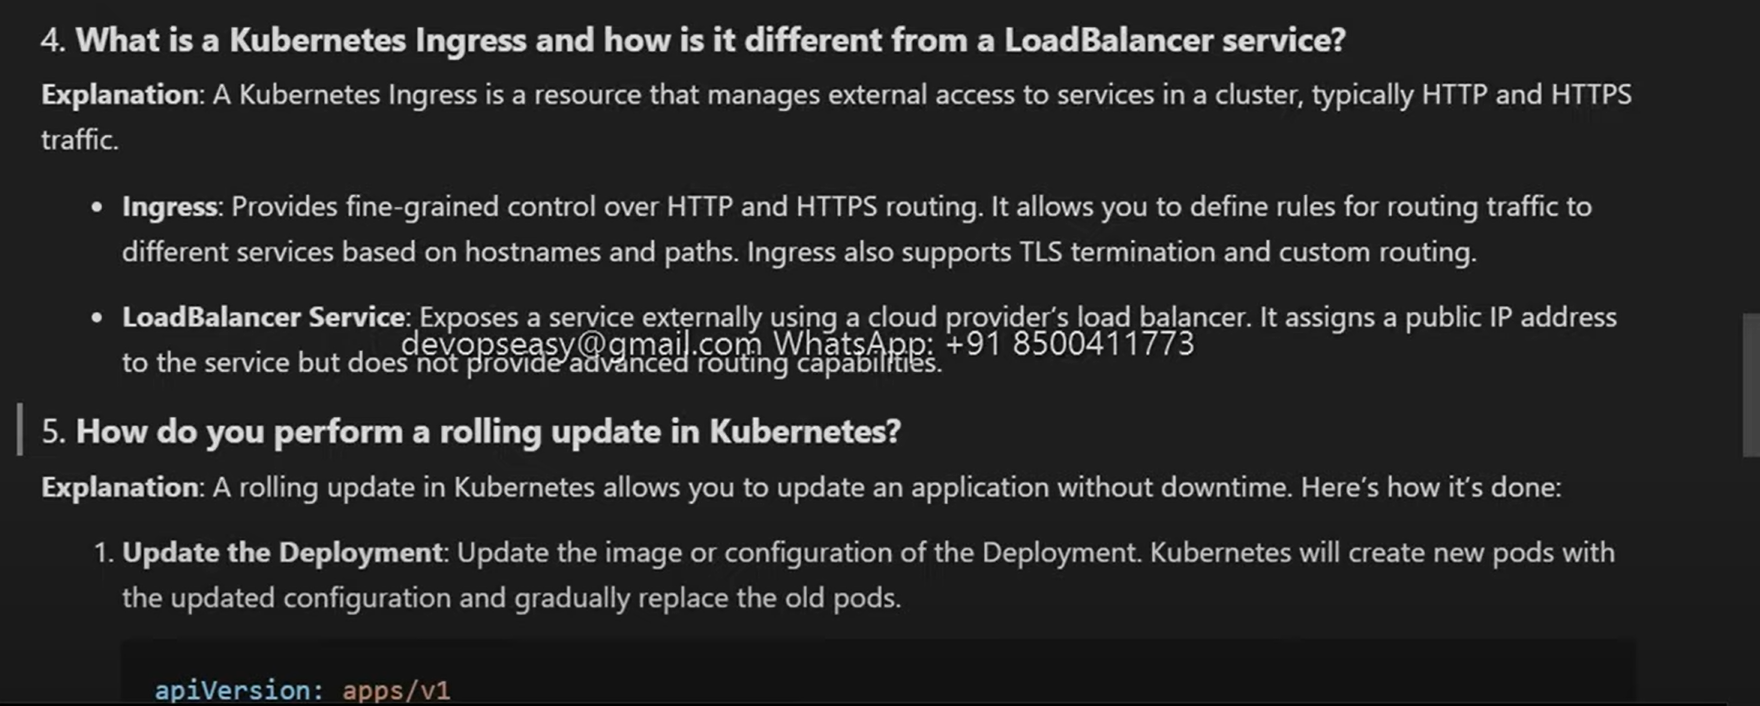 4. What is a Kubernetes Ingress and how is it different from a LoadBalancer service?
Explanation: A Kubernetes Ingress is a resource that manages external access to services in a cluster, typically HTTP and HTTPS
traffic.
• Ingress: Provides fine-grained control over HTTP and HTTPS routing. It allows you to define rules for routing traffic to
different services based on hostnames and paths. Ingress also supports TLS termination and custom routing.
• LoadBalancer Service: Exposes a service externally using a cloud provider’s load balancer. It assigns a public IP address
devopseasy@gmail.com WhatsApp: +91 8500411773
to the service but does not provide advanced routing capabilities.
5. How do you perform a rolling update in Kubernetes?
Explanation: A rolling update in Kubernetes allows you to update an application without downtime. Here’s how it’s done:
1. Update the Deployment: Update the image or configuration of the Deployment. Kubernetes will create new pods with
the updated configuration and gradually replace the old pods.
apiVersion: apps/v1